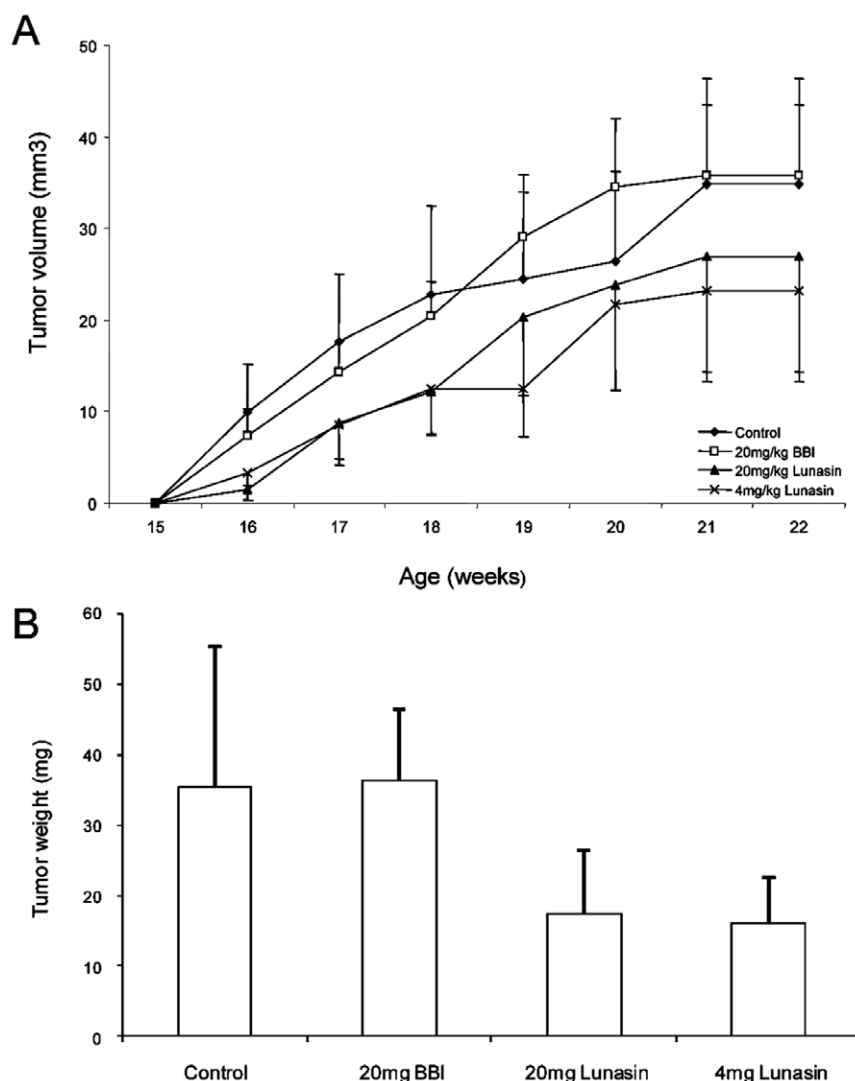 A
50
40
30
20
10
0
Tumor volume (mm3)
Control
20mg/kg BBI
20mg/kg Lunasin
4mg/kg Lunasin
15 16 17 18 19 20 21 22
Age (weeks)
B
60
50
40
30
20
10
0
Tumor weight (mg)
Control 20mg BBI 20mg Lunasin 4mg Lunasin